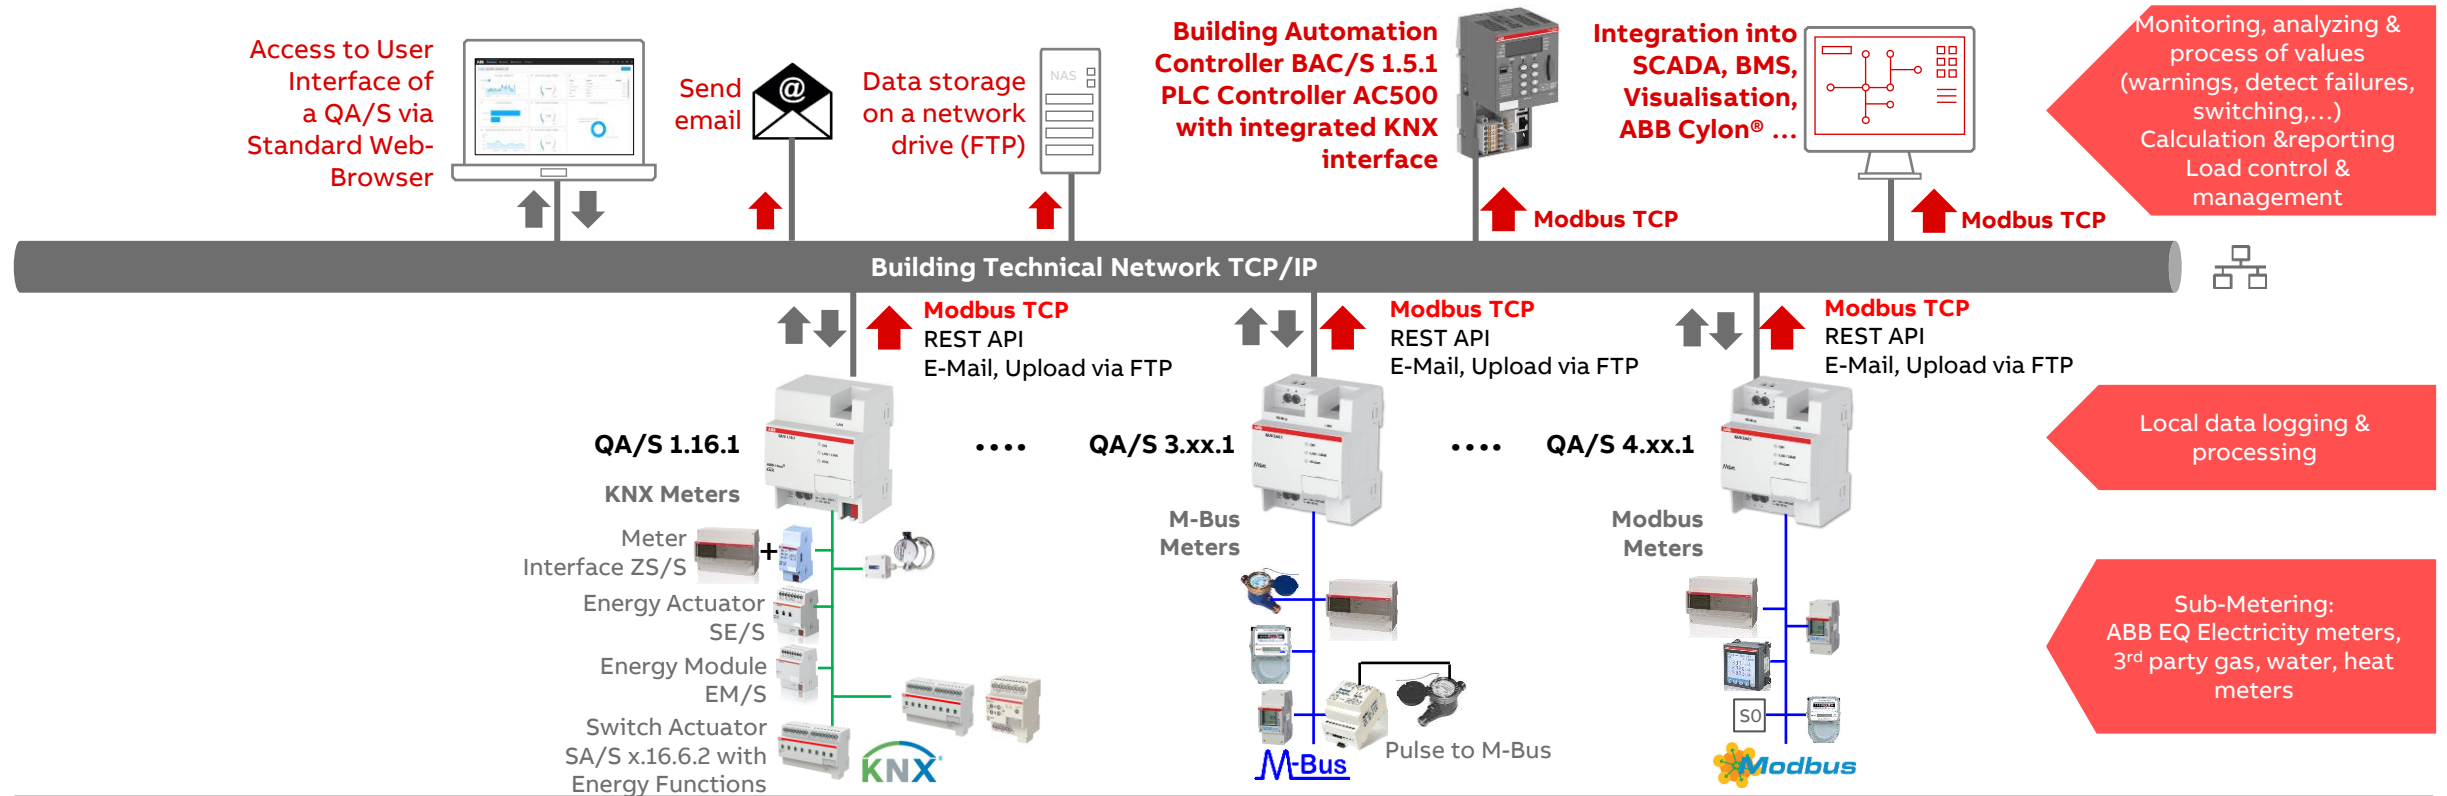 Access to User
Interface of
a QA/S via
Standard Web-
Browser
Send
email
@
Data storage
on a network
drive (FTP)
NAS
Building Automation
Controller BAC/S 1.5.1
PLC Controller AC500
with integrated KNX
interface
Integration into
SCADA, BMS,
Visualisation,
ABB Cylon® ...
Monitoring, analyzing &
process of values
(warnings, detect failures,
switching,...)
Calculation &reporting
Load control &
management
Modbus TCP
Modbus TCP
Building Technical Network TCP/IP
Modbus TCP
REST API
E-Mail, Upload via FTP
Modbus TCP
REST API
E-Mail, Upload via FTP
Modbus TCP
REST API
E-Mail, Upload via FTP
QA/S 1.16.1
....
QA/S 3.xx.1
....
QA/S 4.xx.1
Local data logging &
processing
KNX Meters
Meter
Interface ZS/S
+
Energy Actuator
SE/S
Energy Module
EM/S
Switch Actuator
SA/S x.16.6.2 with
Energy Functions
KNX
M-Bus
Meters
Pulse to M-Bus
M-Bus
Modbus
Meters
S0
Modbus
Sub-Metering:
ABB EQ Electricity meters,
3rd party gas, water, heat
meters